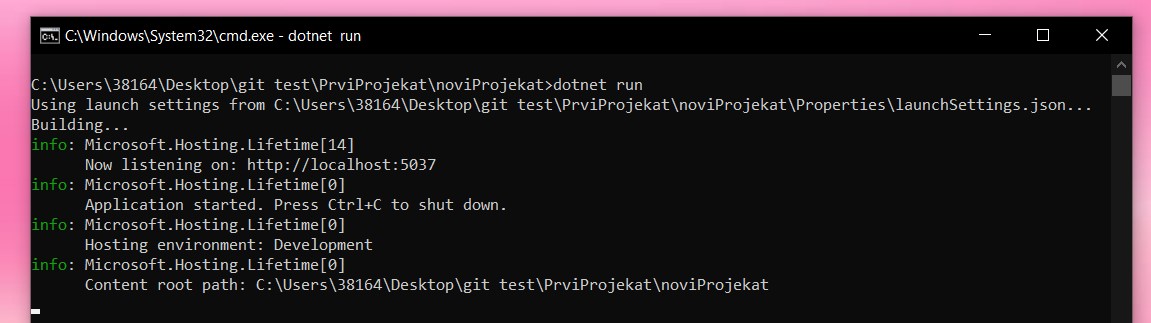 C:\Windows\System32\cmd.exe - dotnet  run
C:\Users\38164\Desktop\git test\PrviProjekat\noviProjekat>dotnet run
Using launch settings from C:\Users\38164\Desktop\git test\PrviProjekat\noviProjekat\Properties\launchSettings.json...
Building...
info: Microsoft.Hosting.Lifetime[14]
      Now listening on: http://localhost:5037
info: Microsoft.Hosting.Lifetime[0]
      Application started. Press Ctrl+C to shut down.
info: Microsoft.Hosting.Lifetime[0]
      Hosting environment: Development
info: Microsoft.Hosting.Lifetime[0]
      Content root path: C:\Users\38164\Desktop\git test\PrviProjekat\noviProjekat